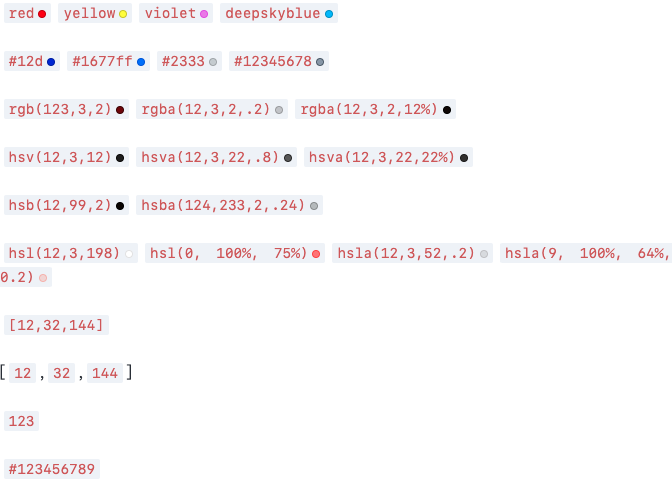 red yellow violet deepskyblue
#12d #1677ff #2333 #12345678
rgb(123,3,2) rgba(12,3,2,.2) rgba(12,3,2,12%)
hsv(12,3,12) hsva(12,3,22,.8) hsva(12,3,22,22%)
hsb(12,99,2) hsba(124,233,2,.24)
hsl(12,3,198) hsl(0,  100%,  75%) hsla(12,3,52,.2) hsla(9,  100%,  64%,
0.2)
[12,32,144]
[ 12 , 32 , 144 ]
123
#123456789